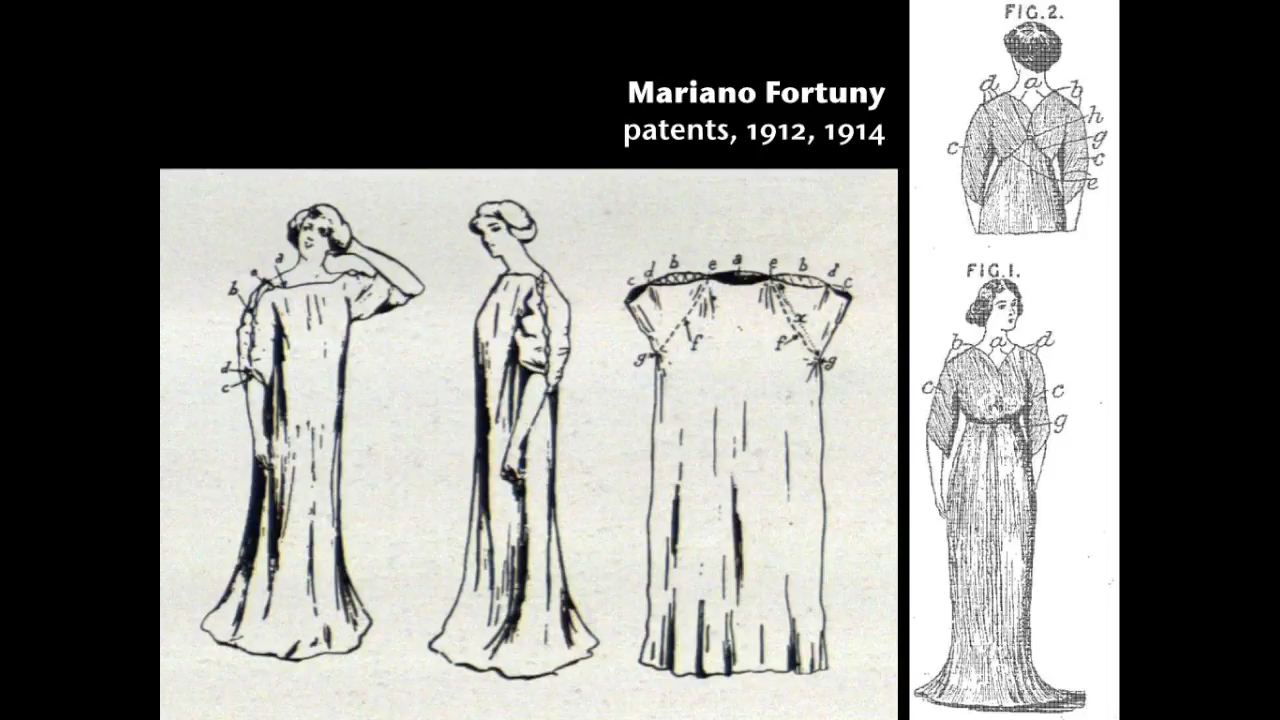 Mariano Fortuny
patents, 1912, 1914
FIG.2.
d a b
h
g
c c
e
FIG.1.
b a d
c c
g
a
e
b
d
c
c d b e a e b d c
x
f f
g g